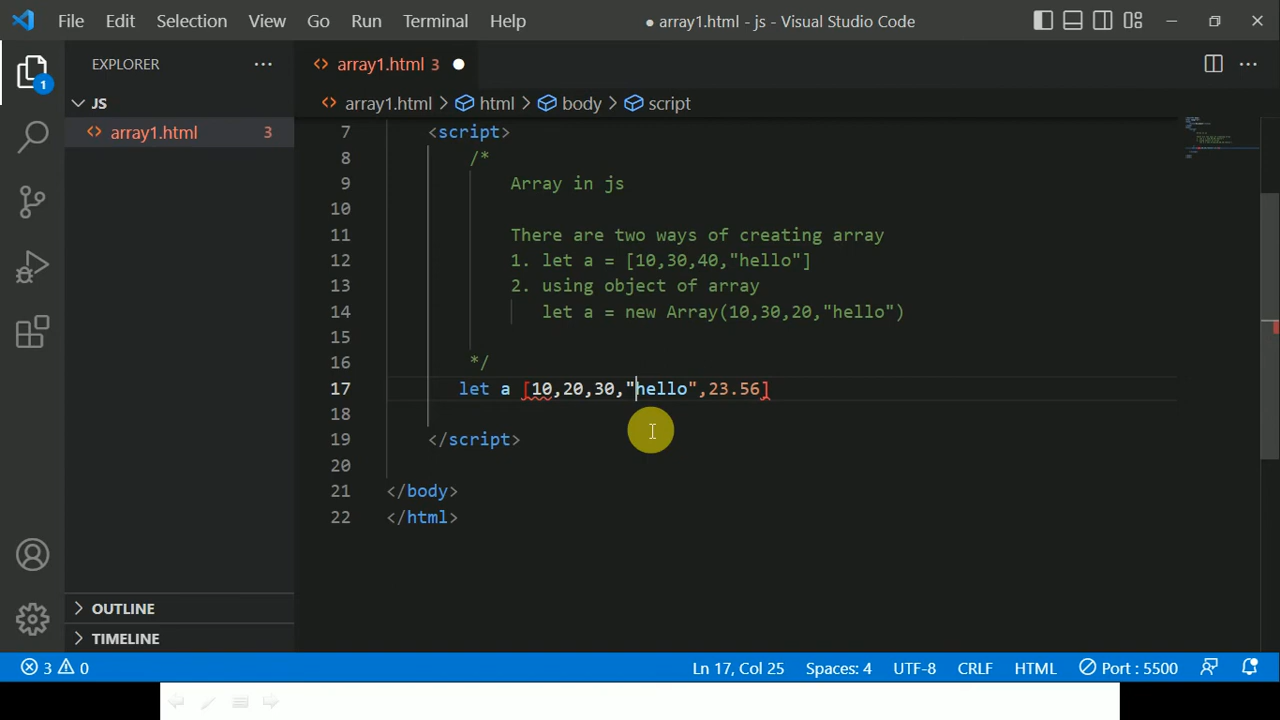 File Edit Selection View Go Run Terminal Help ● array1.html - js - Visual Studio Code
EXPLORER ···
array1.html 3 ●
array1.html > html > body > script
JS
array1.html 3
1
7 <script>
8 /*
9 Array in js
10
11 There are two ways of creating array
12 1. let a = [10,30,40,"hello"]
13 2. using object of array
14 let a = new Array(10,30,20,"hello")
15
16 */
17 let a [10,20,30,"hello",23.56]
18
19 </script>
20
21 </body>
22 </html>
OUTLINE
TIMELINE
3 0 Ln 17, Col 25 Spaces: 4 UTF-8 CRLF HTML Port : 5500